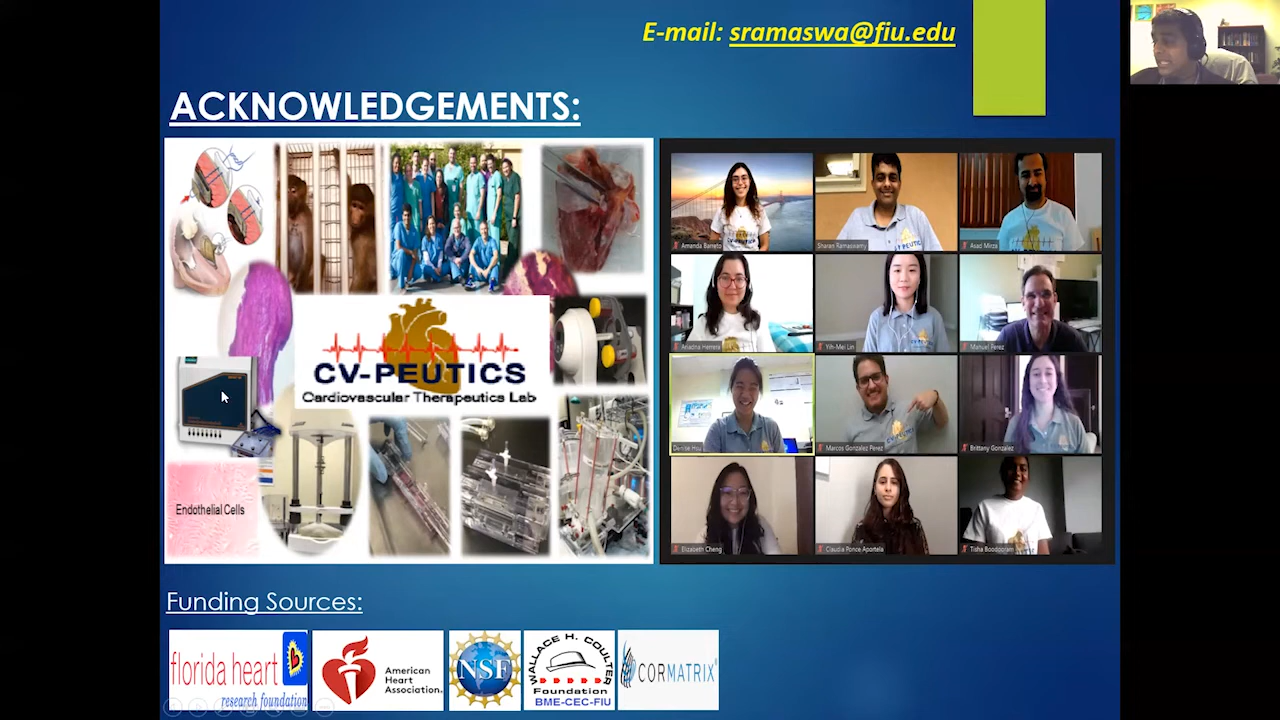 E-mail: sramaswa@fiu.edu
ACKNOWLEDGEMENTS:
CV-PEUTICS
Cardiovascular Therapeutics Lab
Endothelial Cells
Amanda Barreto
Sharan Ramaswamy
Asad Mirza
Ariadna Herrera
Yih-Mei Lin
Manuel Perez
Denise Hsu
Marcos Gonzalez Perez
Brittany Gonzalez
Elizabeth Cheng
Claudia Ponce Aportela
Tisha Boodooram
Funding Sources:
florida heart
research foundation
American
Heart
Association.
NSF
WALLACE H. COULTER
Foundation
BME-CEC-FIU
CORMATRIX